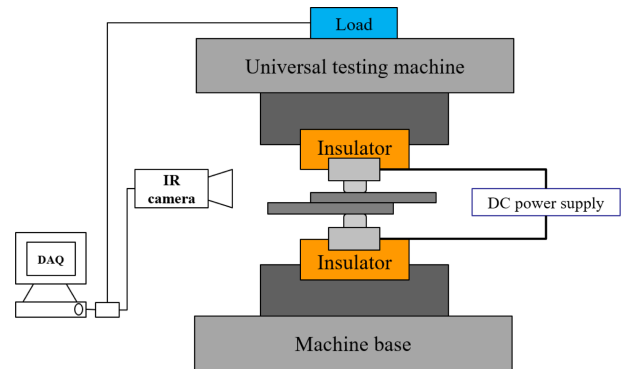 Load
Universal testing machine
Insulator
IR
camera
DC power supply
DAQ
Insulator
Machine base